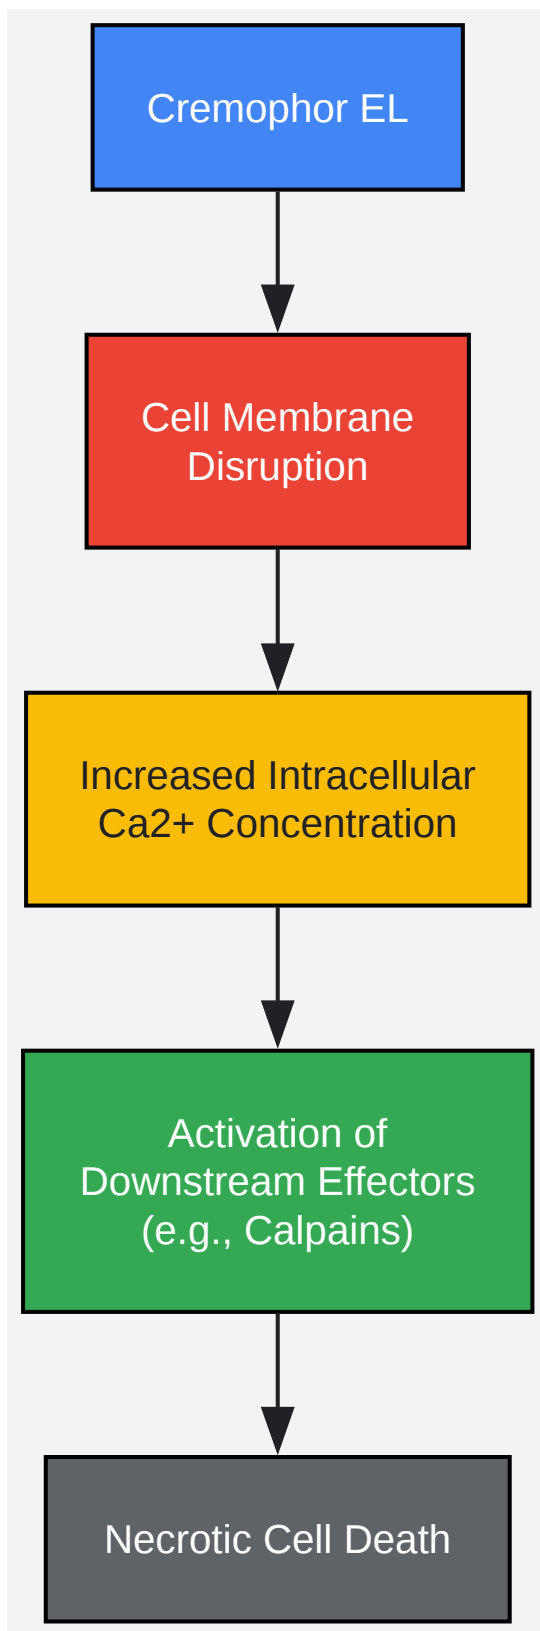 Cremophor EL
Cell Membrane
Disruption
Increased Intracellular
Ca2+ Concentration
Activation of
Downstream Effectors
(e.g., Calpains)
Necrotic Cell Death